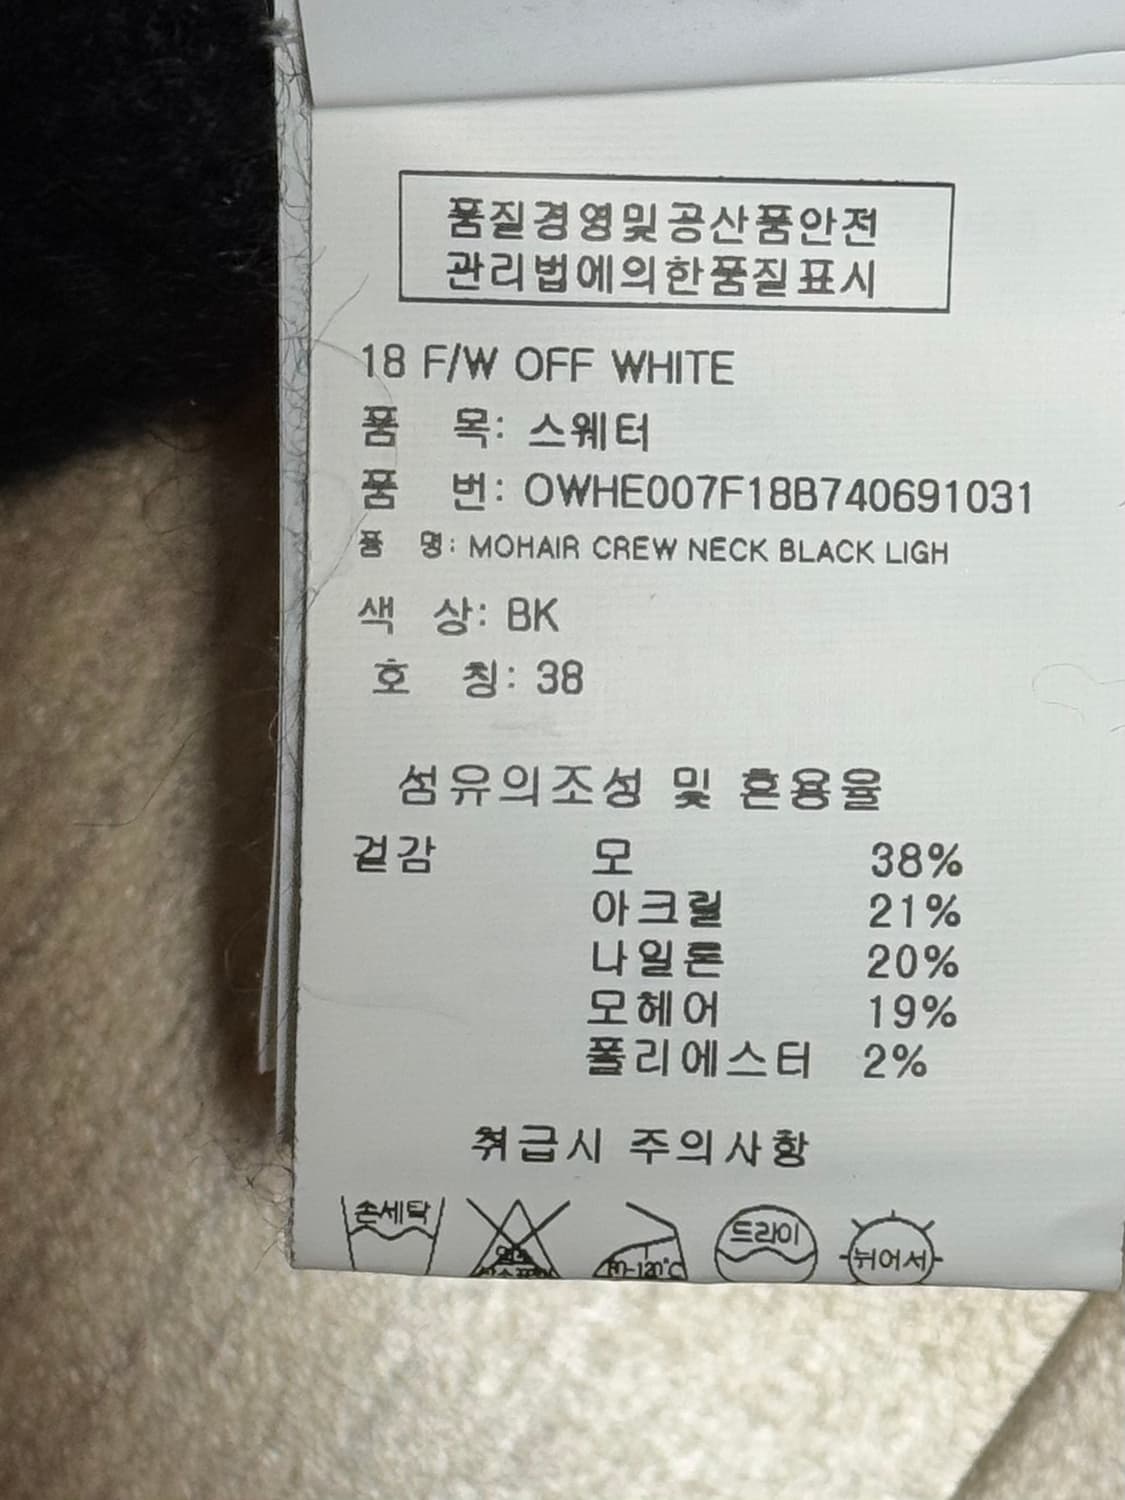 품질경영및공산품안전
관리법에의한품질표시
18 F/W OFF WHITE
품 목: 스웨터
품 번: OWHE007F18B740691031
품 명: MOHAIR CREW NECK BLACK LIGH
색 상: BK
호 칭: 38
섬유의조성 및 혼용율
겉감 모 38%
아크릴 21%
나일론 20%
모헤어 19%
폴리에스터 2%
취급시 주의사항
손세탁 드라이 뉘어서